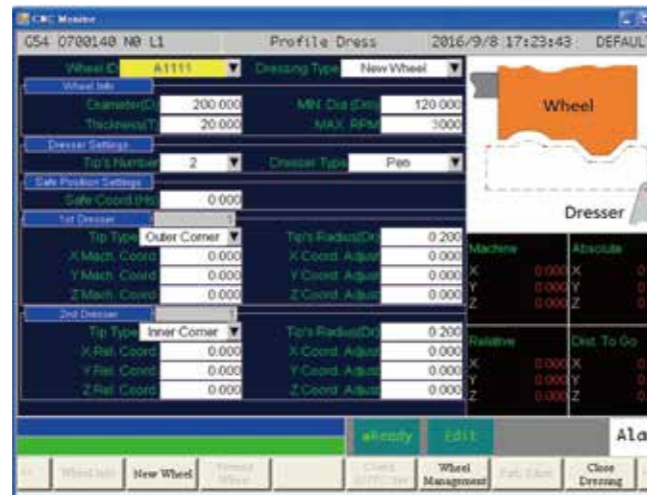 CNC Monitor
G54 O700140 N0 L1 Profile Dress 2016/9/8 17:23:43 DEFAUL
Wheel ID A1111 Dressing Type New Wheel
Wheel Info
Diameter(D) 200.000 MIN. Dia.(Dm) 120.000
Thickness(T) 20.000 MAX. RPM 3000
Dresser Settings
Tip's Number 2 Dresser Type Pen
Safe Position Settings
Safe Coord.(Hs) 0.000
1st Dresser 1
Tip Type Outer Corner Tip's Radius(Dr) 0.200
X Mach. Coord. 0.000 X Coord. Adjust 0.000
Y Mach. Coord. 0.000 Y Coord. Adjust 0.000
Z Mach. Coord. 0.000 Z Coord. Adjust 0.000
2nd Dresser 1
Tip Type Inner Corner Tip's Radius(Dr) 0.200
X Rel. Coord. 0.000 X Coord. Adjust 0.000
Y Rel. Coord. 0.000 Y Coord. Adjust 0.000
Z Rel. Coord. 0.000 Z Coord. Adjust 0.000
Wheel
Dresser
Machine Absolute
X 0.000 X 0
Y 0.000 Y 0
Z 0.000 Z 0
Relative Dist. To Go
X 0.000 X 0
Y 0.000 Y 0
Z 0.000 Z 0
Ready Edit Ala
Wheel Info New Wheel Wheel Management Close Dressing